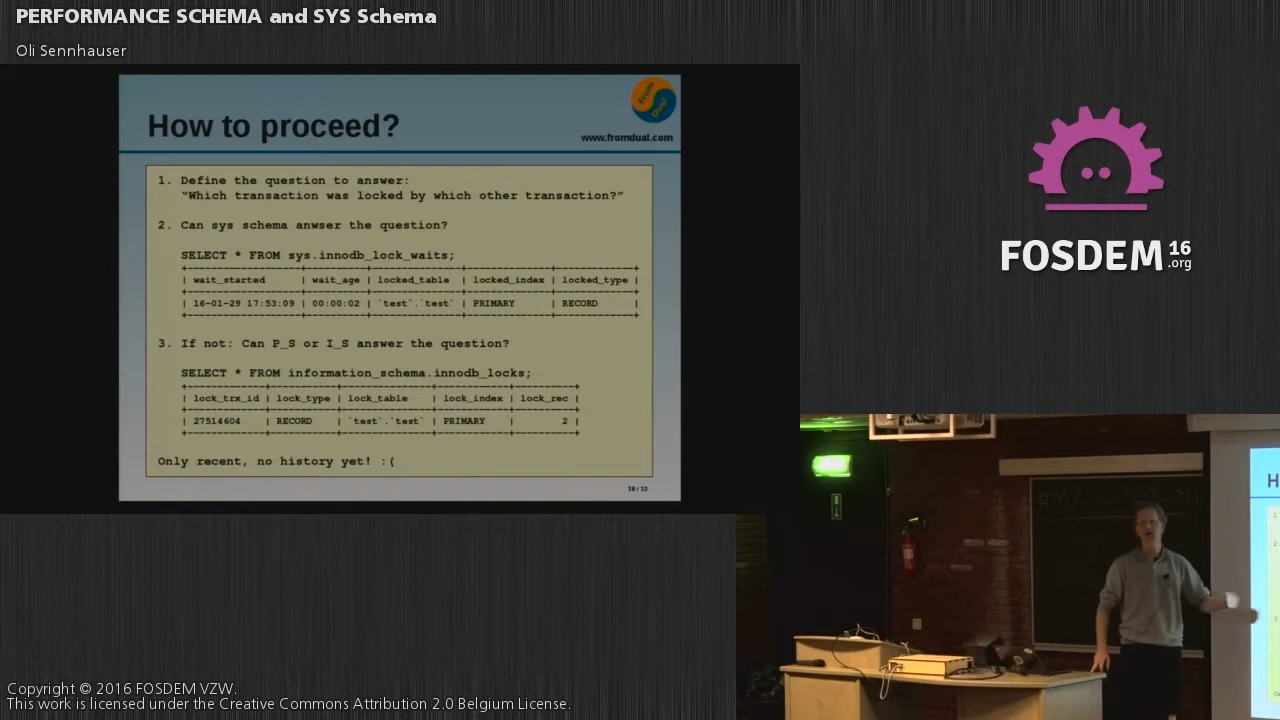 PERFORMANCE SCHEMA and SYS Schema
Oli Sennhauser
From Dual
How to proceed?
www.fromdual.com
1. Define the question to answer:
"Which transaction was locked by which other transaction?"
2. Can sys schema anwser the question?
SELECT * FROM sys.innodb_lock_waits;
| wait_started | wait_age | locked_table | locked_index | locked_type |
| 16-01-29 17:53:09 | 00:00:02 | `test`.`test` | PRIMARY | RECORD |
3. If not: Can P_S or I_S answer the question?
SELECT * FROM information_schema.innodb_locks;
| lock_trx_id | lock_type | lock_table | lock_index | lock_rec |
| 27514604 | RECORD | `test`.`test` | PRIMARY | 2 |
Only recent, no history yet! :(
FOSDEM 16 .org
H
Copyright © 2016 FOSDEM VZW.
This work is licensed under the Creative Commons Attribution 2.0 Belgium License.